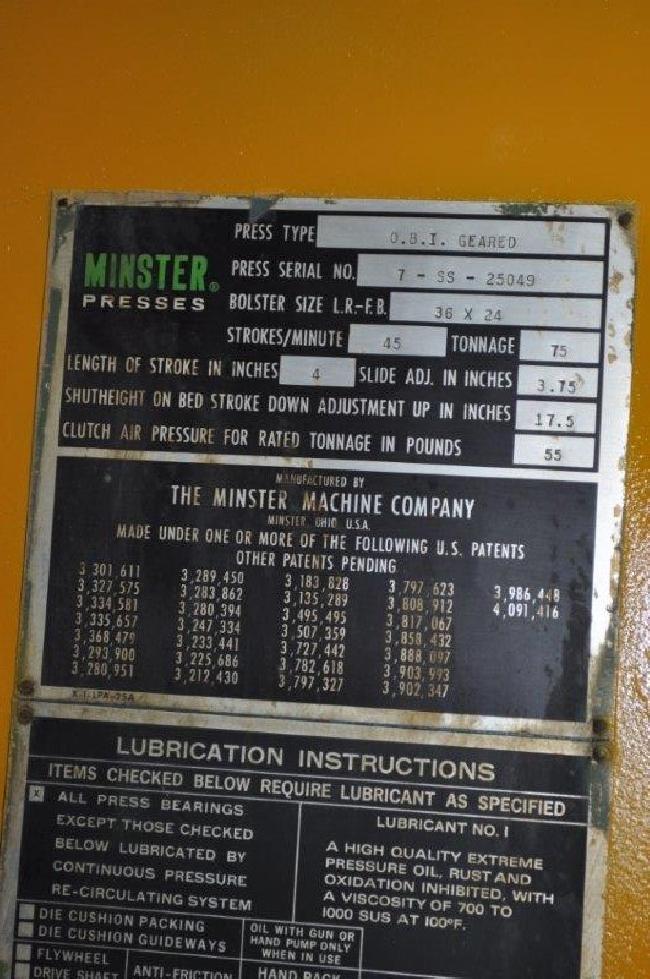 PRESS TYPE O.B.I. GEARED
MINSTER®
PRESSES
PRESS SERIAL NO. 7 - SS - 25049
BOLSTER SIZE L.R.-F.B. 36 X 24
STROKES/MINUTE 45 TONNAGE 75
LENGTH OF STROKE IN INCHES 4 SLIDE ADJ. IN INCHES 3.75
SHUTHEIGHT ON BED STROKE DOWN ADJUSTMENT UP IN INCHES 17.5
CLUTCH AIR PRESSURE FOR RATED TONNAGE IN POUNDS 55
MANUFACTURED BY
THE MINSTER MACHINE COMPANY
MINSTER OHIO U.S.A.
MADE UNDER ONE OR MORE OF THE FOLLOWING U.S. PATENTS
OTHER PATENTS PENDING
3,301,611 3,289,450 3,183,828 3,797,623 3,986,448
3,327,575 3,283,862 3,135,289 3,808,912 4,091,416
3,334,581 3,280,394 3,495,495 3,817,067
3,335,657 3,247,334 3,507,359 3,858,432
3,368,479 3,233,441 3,727,442 3,888,097
3,293,900 3,225,686 3,782,618 3,903,993
3,280,951 3,212,430 3,797,327 3,902,347
LUBRICATION INSTRUCTIONS
ITEMS CHECKED BELOW REQUIRE LUBRICANT AS SPECIFIED
X ALL PRESS BEARINGS
EXCEPT THOSE CHECKED
BELOW LUBRICATED BY
CONTINUOUS PRESSURE
RE-CIRCULATING SYSTEM
LUBRICANT NO. 1
A HIGH QUALITY EXTREME
PRESSURE OIL, RUST AND
OXIDATION INHIBITED, WITH
A VISCOSITY OF 700 TO
1000 SUS AT 100°F.
DIE CUSHION PACKING
DIE CUSHION GUIDEWAYS
OIL WITH GUN OR
HAND PUMP ONLY
WHEN IN USE
FLYWHEEL
DRIVE SHAFT
ANTI-FRICTION
HAND PACK